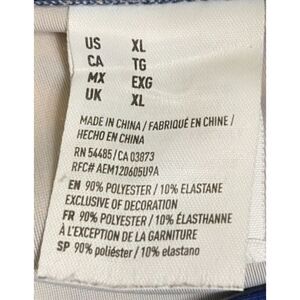 US XL
CA TG
MX EXG
UK XL
MADE IN CHINA / FABRIQUÉ EN CHINE /
HECHO EN CHINA
RN 54485 / CA 03873
RFC# AEM120605U9A
EN 90% POLYESTER / 10% ELASTANE
EXCLUSIVE OF DECORATION
FR 90% POLYESTER / 10% ÉLASTHANNE
À L'EXCEPTION DE LA GARNITURE
SP 90% poliéster / 10% elastano